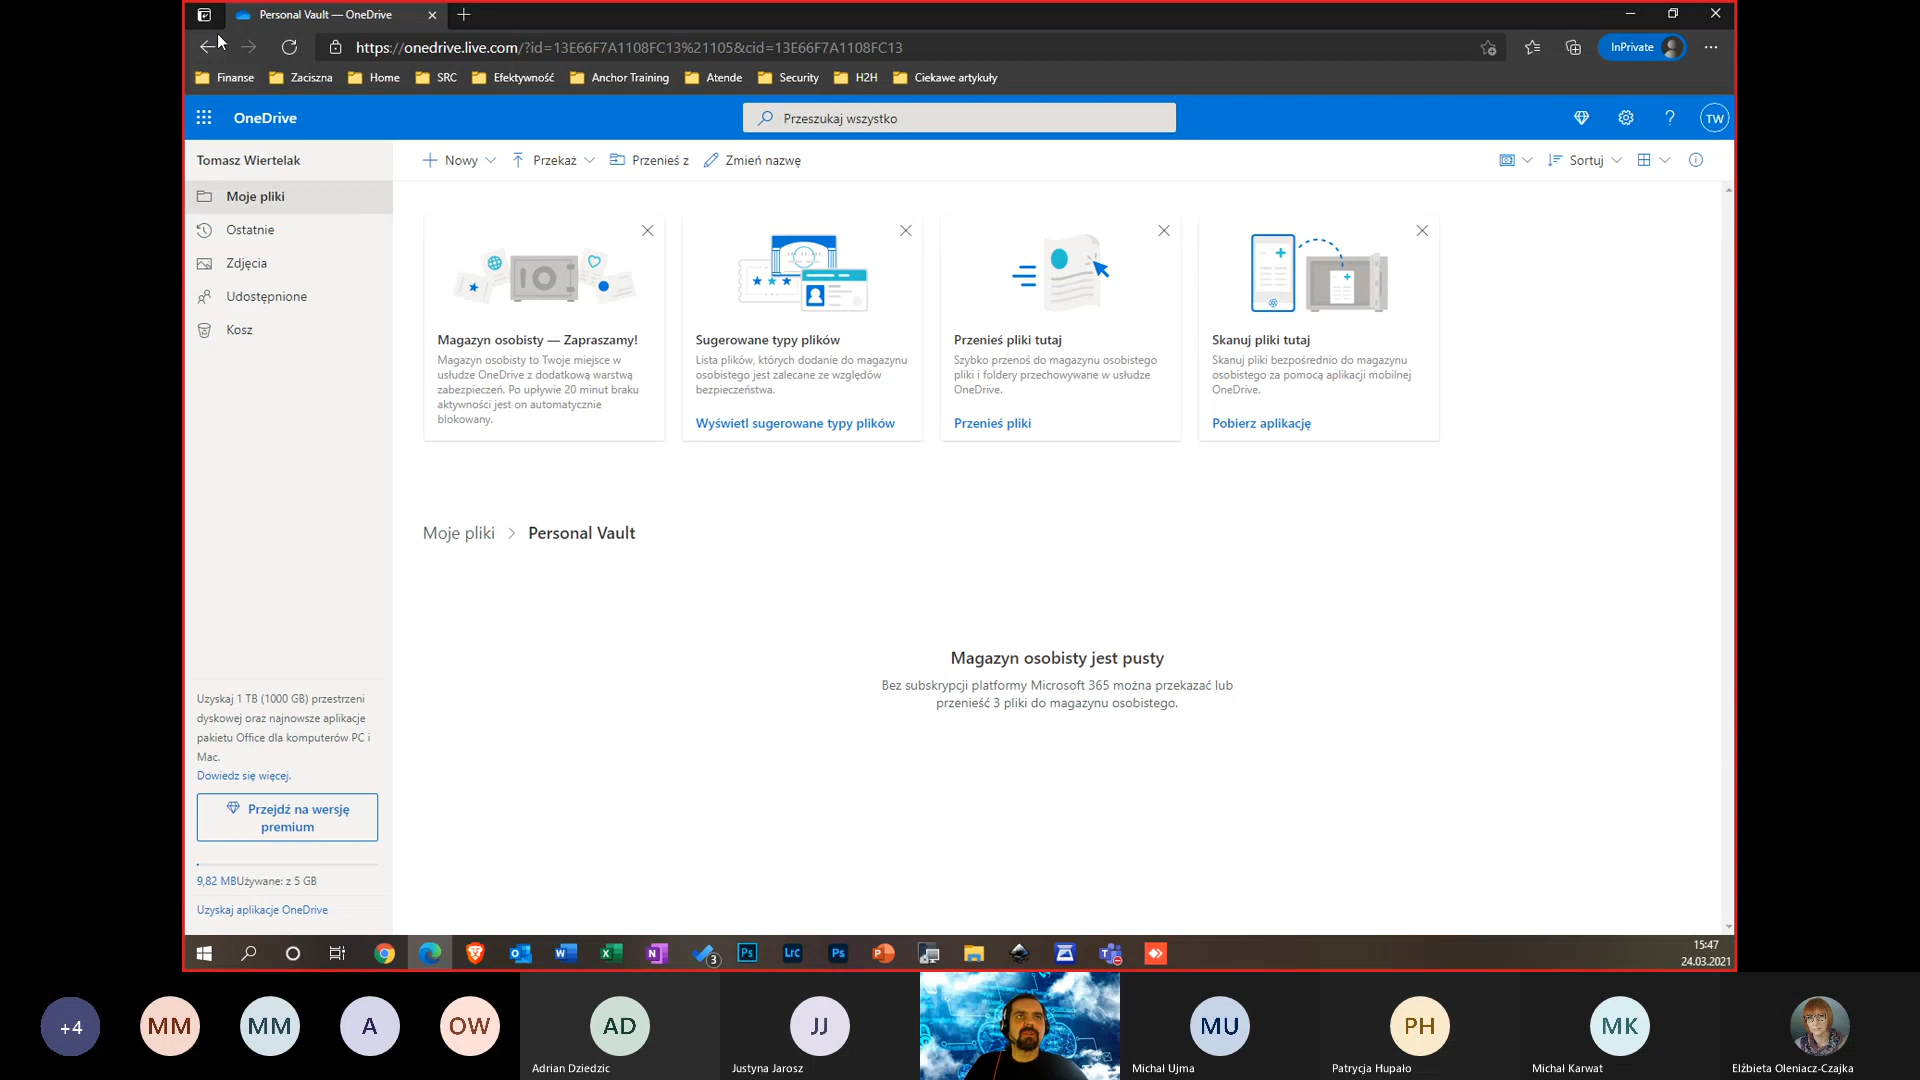 Personal Vault — OneDrive
https://onedrive.live.com/?id=13E66F7A1108FC13%21105&cid=13E66F7A1108FC13
InPrivate
Finanse Zaciszna Home SRC Efektywność Anchor Training Atende Security H2H Ciekawe artykuły
OneDrive
Przeszukaj wszystko
TW
Tomasz Wiertelak
Nowy Przekaż Przenieś z Zmień nazwę
Sortuj
Moje pliki
Ostatnie
Zdjęcia
Udostępnione
Kosz
Magazyn osobisty — Zapraszamy!
Magazyn osobisty to Twoje miejsce w
usłudze OneDrive z dodatkową warstwą
zabezpieczeń. Po upływie 20 minut braku
aktywności jest on automatycznie
blokowany.
Sugerowane typy plików
Lista plików, których dodanie do magazynu
osobistego jest zalecane ze względów
bezpieczeństwa.
Wyświetl sugerowane typy plików
Przenieś pliki tutaj
Szybko przenoś do magazynu osobistego
pliki i foldery przechowywane w usłudze
OneDrive.
Przenieś pliki
Skanuj pliki tutaj
Skanuj pliki bezpośrednio do magazynu
osobistego za pomocą aplikacji mobilnej
OneDrive.
Pobierz aplikację
Moje pliki > Personal Vault
Magazyn osobisty jest pusty
Bez subskrypcji platformy Microsoft 365 można przekazać lub
przenieść 3 pliki do magazynu osobistego.
Uzyskaj 1 TB (1000 GB) przestrzeni
dyskowej oraz najnowsze aplikacje
pakietu Office dla komputerów PC i
Mac.
Dowiedz się więcej.
Przejdź na wersję
premium
9,82 MBUżywane: z 5 GB
Uzyskaj aplikacje OneDrive
3
Ps
LrC
Ps
15:47
24.03.2021
+4
MM
MM
A
OW
AD
Adrian Dziedzic
JJ
Justyna Jarosz
MU
Michał Ujma
PH
Patrycja Hupało
MK
Michał Karwat
Elżbieta Oleniacz-Czajka